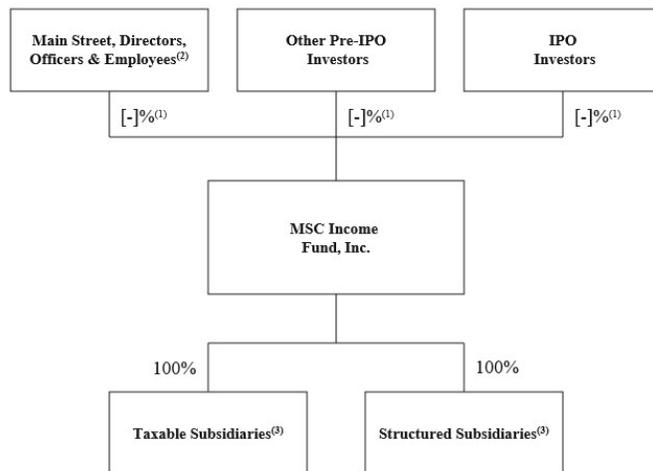 Main Street, Directors,
Officers & Employees(2)
Other Pre-IPO
Investors
IPO
Investors
[-]%(1)
[-]%(1)
[-]%(1)
MSC Income
Fund, Inc.
100%
100%
Taxable Subsidiaries(3)
Structured Subsidiaries(3)